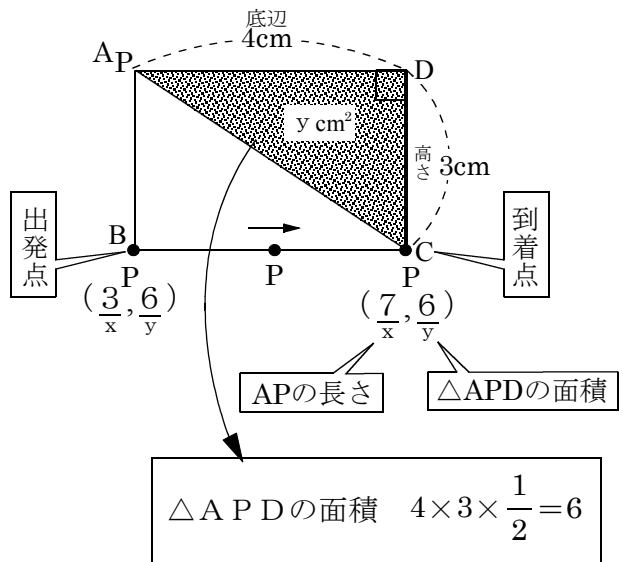 底辺
4cm
A P
D
y cm²
高さ 3cm
出発点
到着点
B
C
P
P
P
(3/x, 6/y)
(7/x, 6/y)
APの長さ
△APDの面積
△APDの面積 4×3×1/2=6